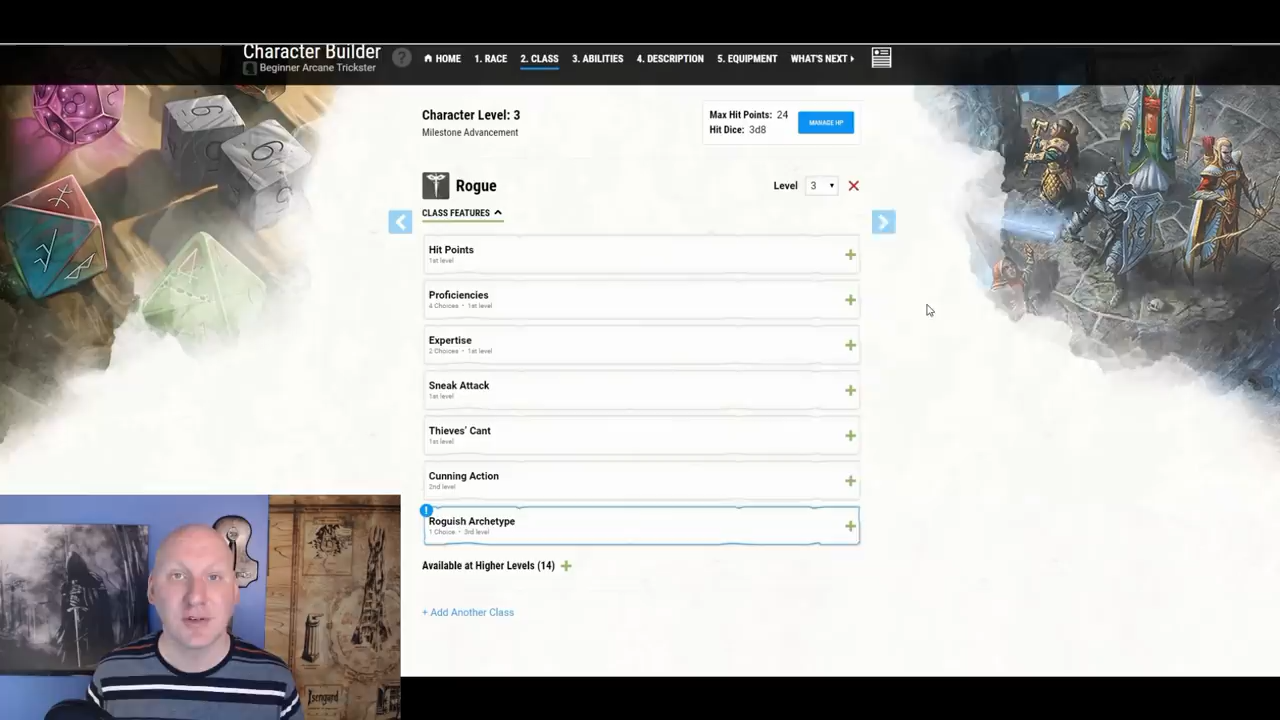 Character Builder
Beginner Arcane Trickster
?
HOME
1. RACE
2. CLASS
3. ABILITIES
4. DESCRIPTION
5. EQUIPMENT
WHAT'S NEXT
Character Level: 3
Milestone Advancement
Max Hit Points: 24
Hit Dice: 3d8
MANAGE HP
Rogue
Level 3
CLASS FEATURES
Hit Points
1st level
Proficiencies
4 Choices • 1st level
Expertise
2 Choices • 1st level
Sneak Attack
1st level
Thieves' Cant
1st level
Cunning Action
2nd level
!
Roguish Archetype
1 Choice • 3rd level
Available at Higher Levels (14)
+ Add Another Class
Isengard